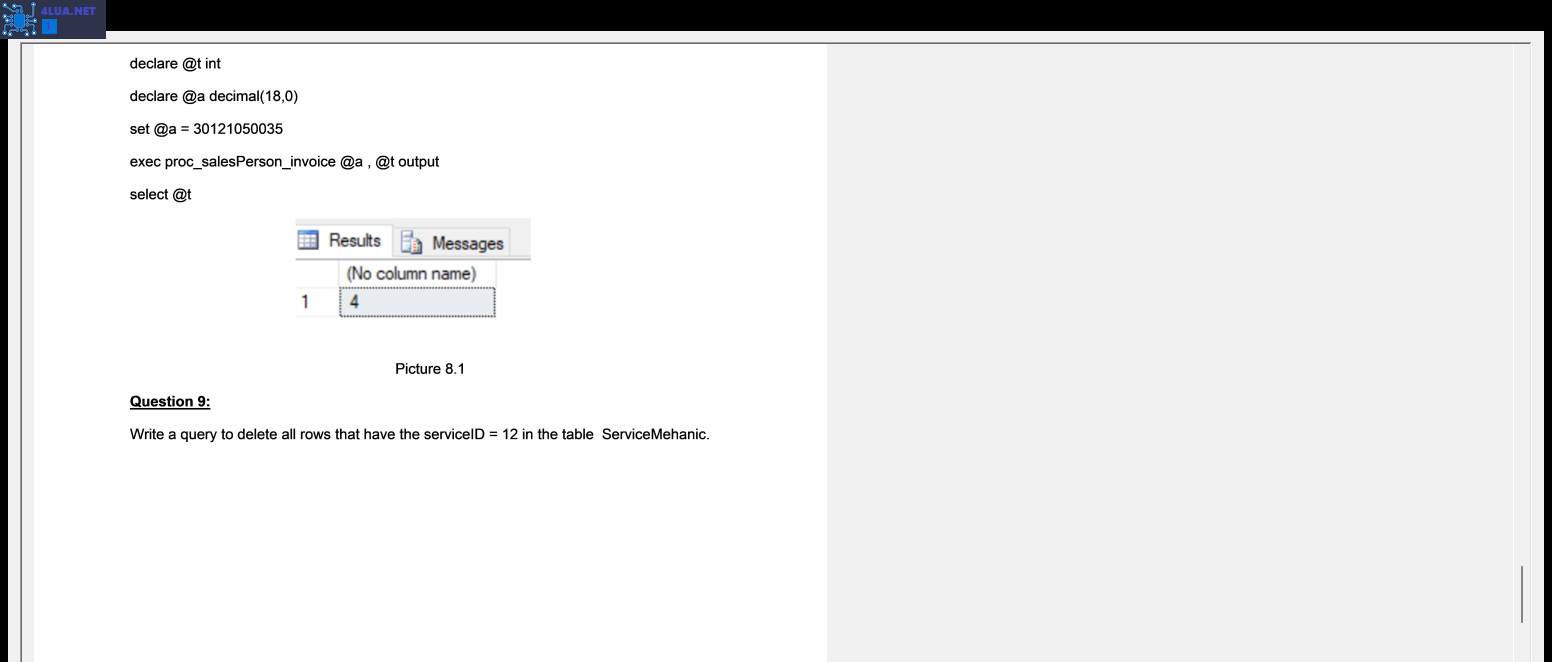 4LUA.NET
declare @t int
declare @a decimal(18,0)
set @a = 30121050035
exec proc_salesPerson_invoice @a , @t output
select @t
Results Messages
(No column name)
1 4
Picture 8.1
Question 9:
Write a query to delete all rows that have the serviceID = 12 in the table ServiceMehanic.